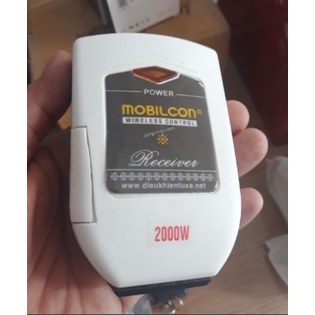 POWER
MOBILCON®
WIRELESS CONTROL
Receiver
www.dieukhientuxa.net
2000W